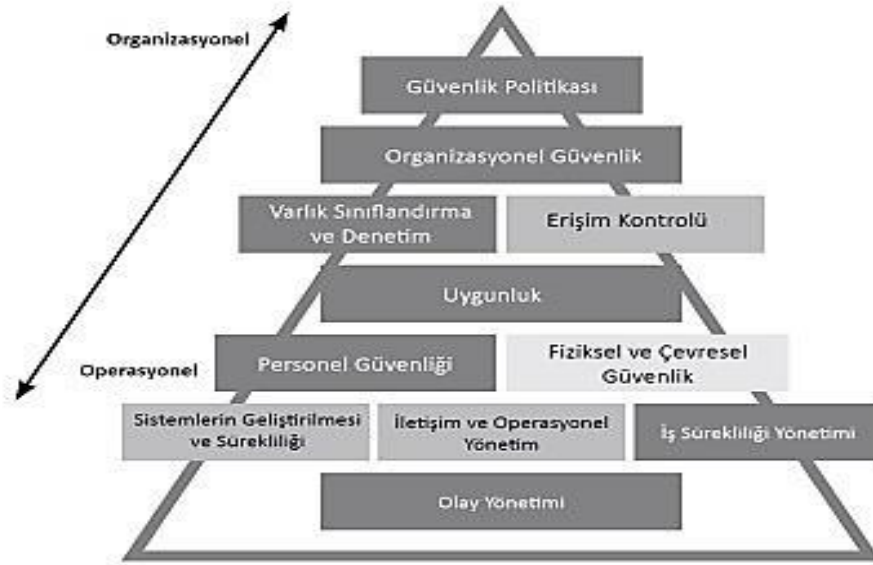 Organizasyonel
Güvenlik Politikası
Organizasyonel Güvenlik
Varlık Sınıflandırma
ve Denetim
Erişim Kontrolü
Uygunluk
Operasyonel
Personel Güvenliği
Fiziksel ve Çevresel
Güvenlik
Sistemlerin Geliştirilmesi
ve Sürekliliği
İletişim ve Operasyonel
Yönetim
İş Sürekliliği Yönetimi
Olay Yönetimi